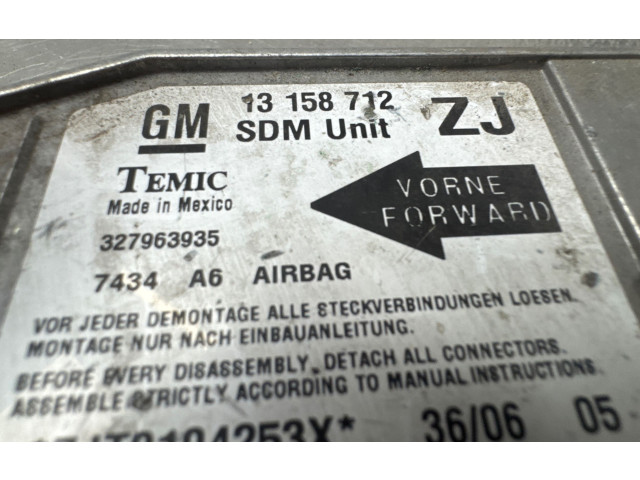 GM 13 158 712 ZJ
SDM Unit
TEMIC
Made in Mexico
VORNE
FORWARD
327963935
7434 A6 AIRBAG
VOR JEDER DEMONTAGE ALLE STECKVERBINDUNGEN LOESEN.
MONTAGE NUR NACH EINBAUANLEITUNG.
BEFORE EVERY DISASSEMBLY, DETACH ALL CONNECTORS.
ASSEMBLE STRICTLY ACCORDING TO MANUAL INSTRUCTIONS.
36/06 05